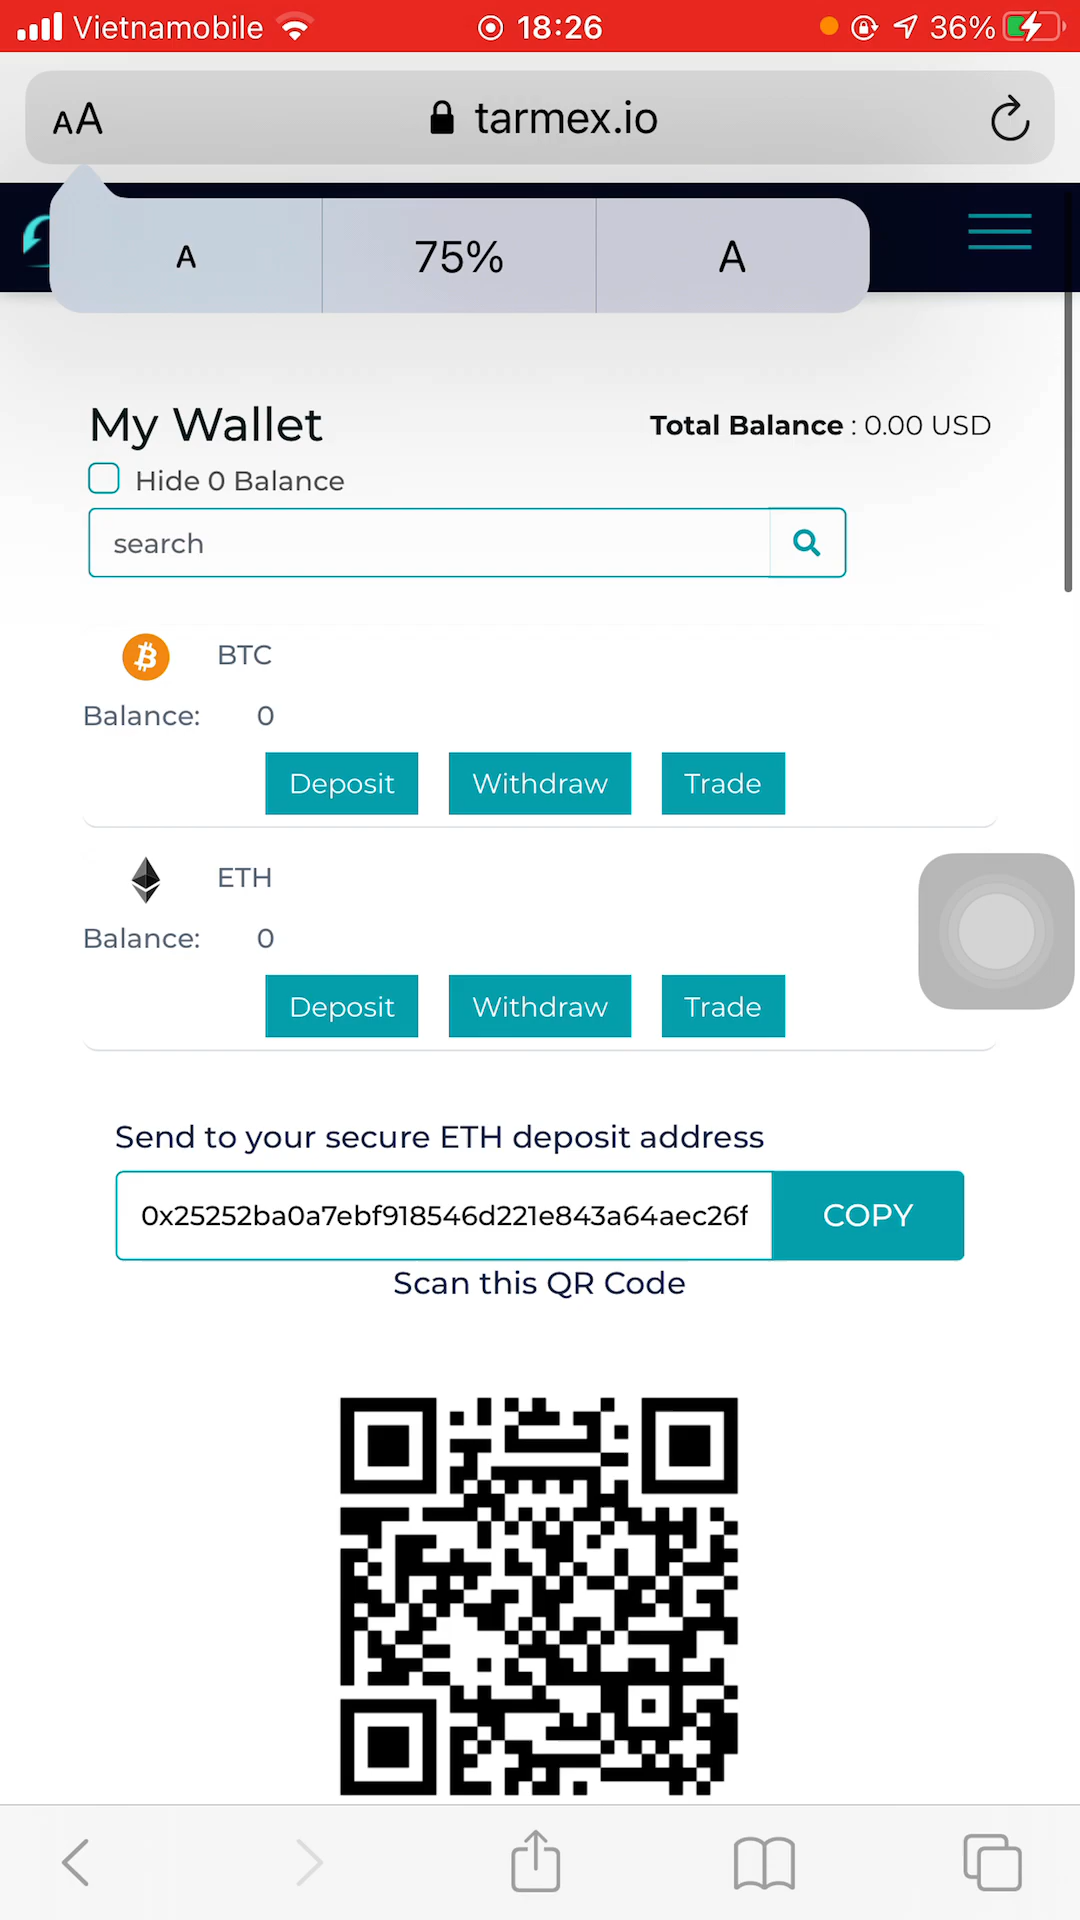 Vietnamobile 18:26 36%
AA tarmex.io
A 75% A
My Wallet Total Balance : 0.00 USD
Hide 0 Balance
search
BTC
Balance: 0
Deposit Withdraw Trade
ETH
Balance: 0
Deposit Withdraw Trade
Send to your secure ETH deposit address
0x25252ba0a7ebf918546d221e843a64aec26f COPY
Scan this QR Code